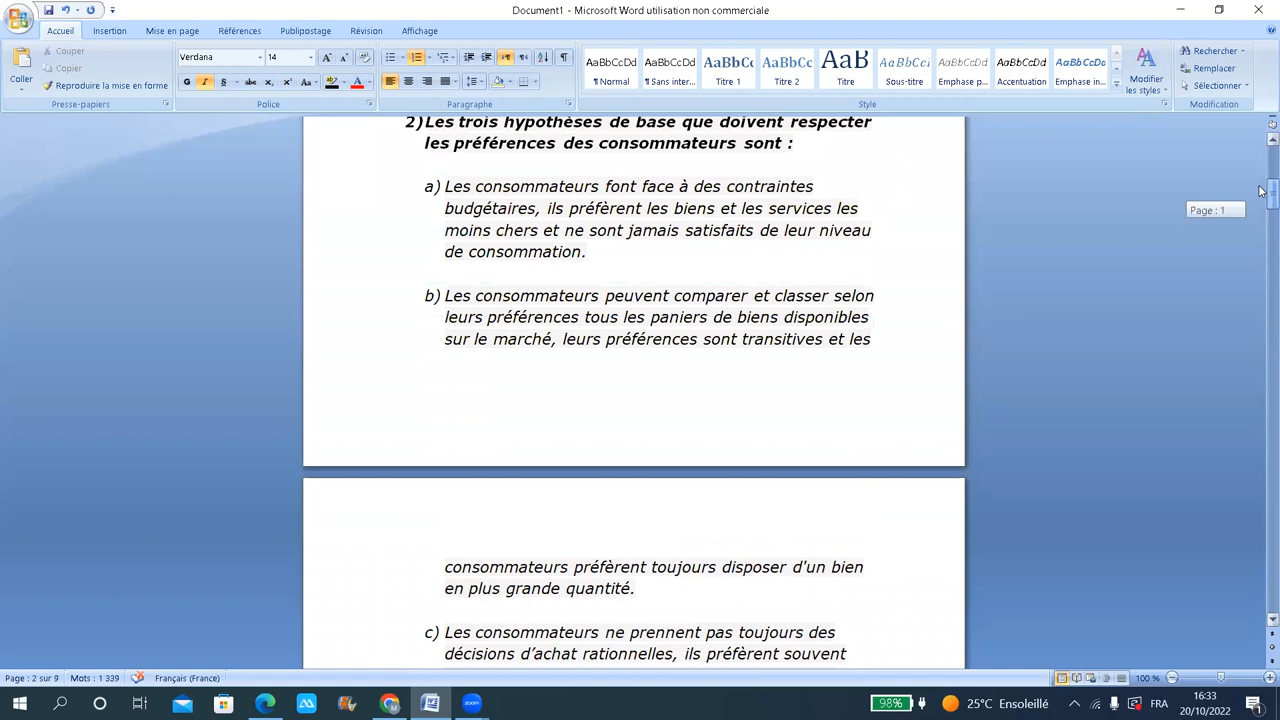 Document1 - Microsoft Word utilisation non commerciale
Accueil
Insertion
Mise en page
Références
Publipostage
Révision
Affichage
Coller
Couper
Copier
Reproduire la mise en forme
Presse-papiers
Verdana
14
Police
Paragraphe
AaBbCcDd
¶ Normal
AaBbCcDd
¶ Sans inter...
AaBbCc
Titre 1
AaBbCc
Titre 2
AaB
Titre
AaBbCcI
Sous-titre
AaBbCcDd
Emphase p...
AaBbCcDd
Accentuation
AaBbCcDd
Emphase in...
Modifier
les styles
Style
Rechercher
Remplacer
Sélectionner
Modification
2) Les trois hypothèses de base que doivent respecter
les préférences des consommateurs sont :
a) Les consommateurs font face à des contraintes
budgétaires, ils préfèrent les biens et les services les
moins chers et ne sont jamais satisfaits de leur niveau
de consommation.
b) Les consommateurs peuvent comparer et classer selon
leurs préférences tous les paniers de biens disponibles
sur le marché, leurs préférences sont transitives et les
Page : 1
consommateurs préfèrent toujours disposer d'un bien
en plus grande quantité.
c) Les consommateurs ne prennent pas toujours des
décisions d'achat rationnelles, ils préfèrent souvent
Page : 2 sur 9
Mots : 1 339
Français (France)
100 %
98%
25°C Ensoleillé
FRA
16:33
20/10/2022